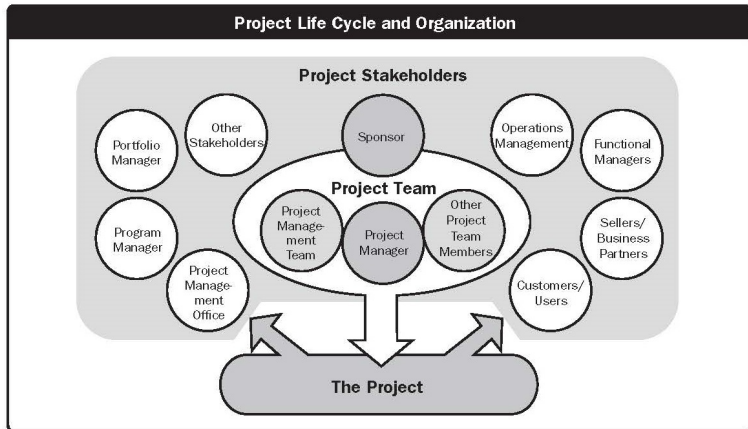 Project Life Cycle and Organization
Project Stakeholders
Other
Stakeholders
Sponsor
Operations
Management
Portfolio
Manager
Functional
Managers
Project Team
Project
Manage-
ment
Team
Project
Manager
Other
Project
Team
Members
Program
Manager
Sellers/
Business
Partners
Project
Manage-
ment
Office
Customers/
Users
The Project